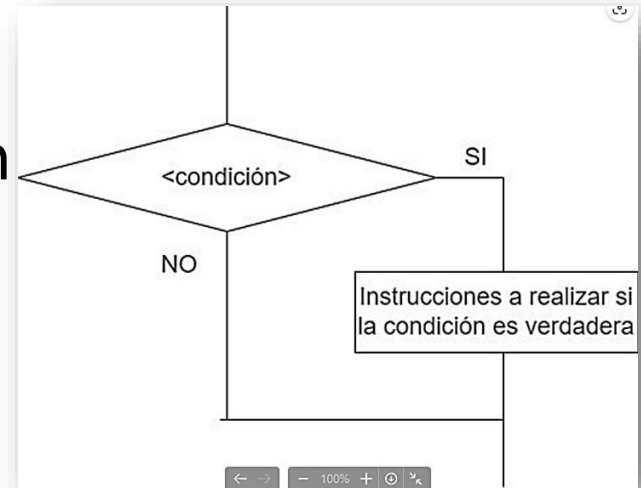 n
SI
<condición>
NO
Instrucciones a realizar si
la condición es verdadera
100%